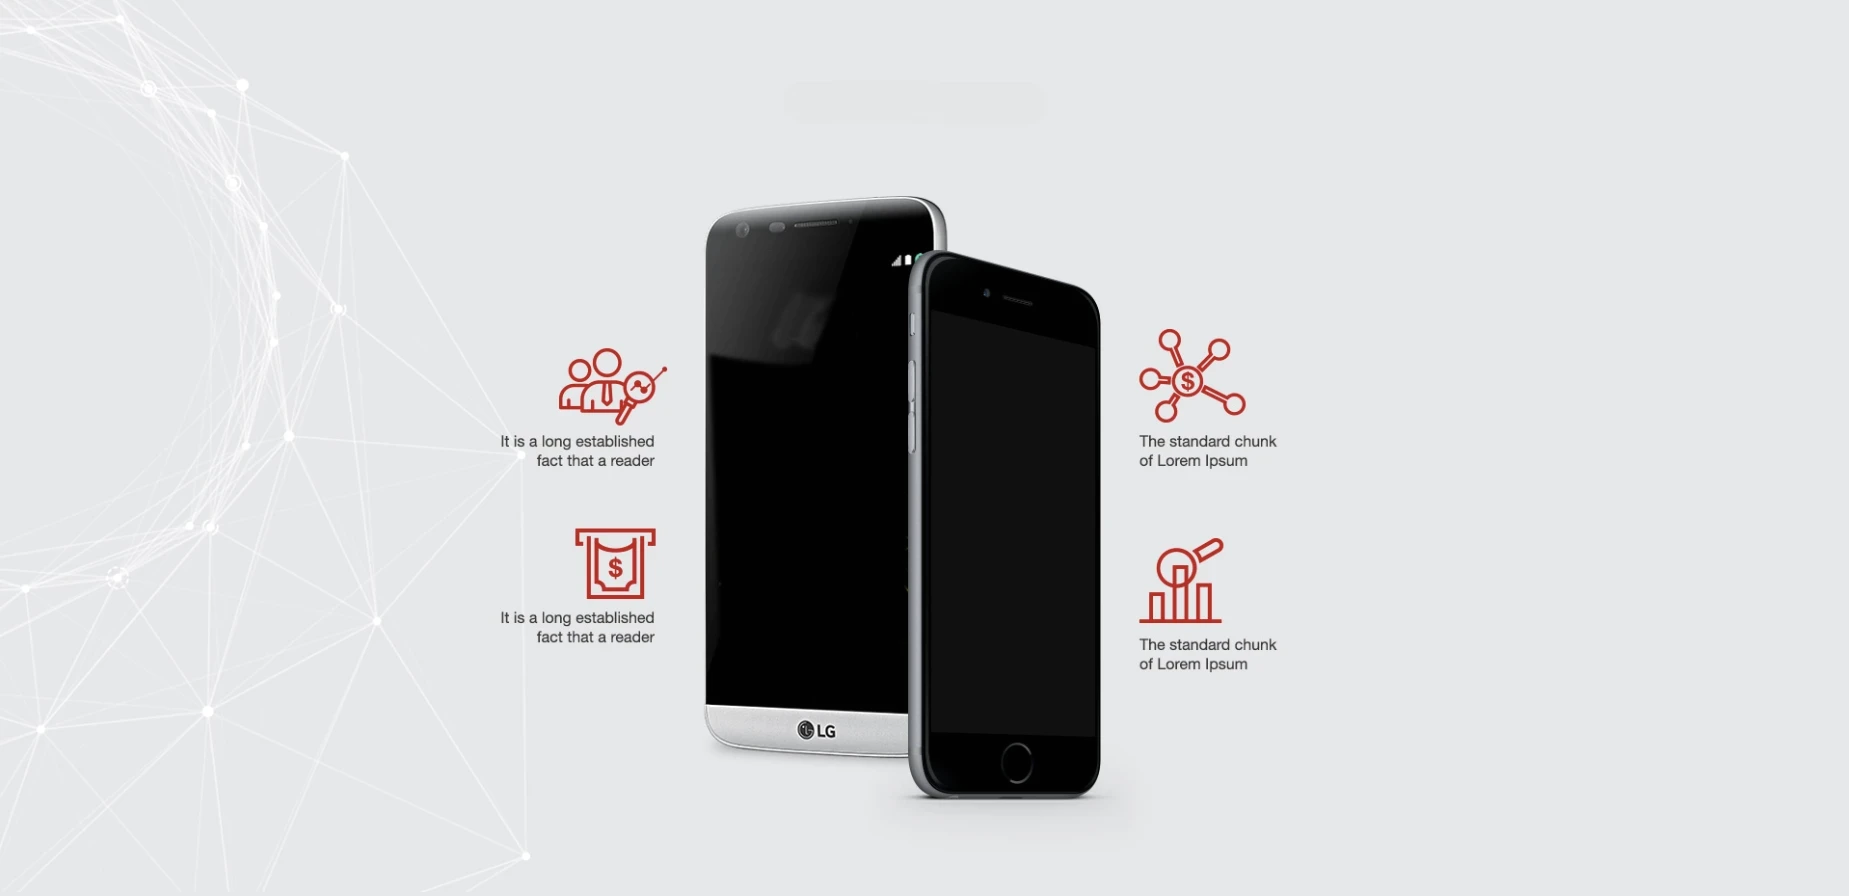 It is a long established
fact that a reader
$
It is a long established
fact that a reader
LG
$
The standard chunk
of Lorem Ipsum
The standard chunk
of Lorem Ipsum